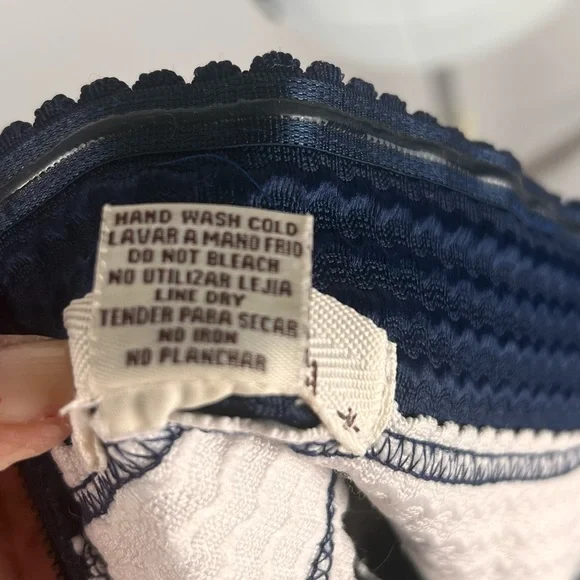 HAND WASH COLD
LAVAR A MANO FRIO
DO NOT BLEACH
NO UTILIZAR LEJIA
LINE DRY
TENDER PARA SECAR
NO IRON
NO PLANCHAR